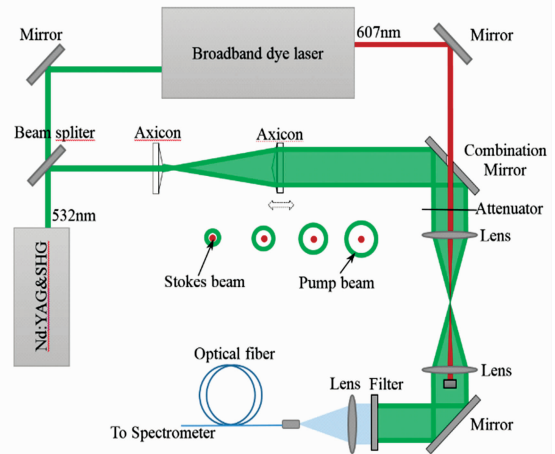 Mirror
Broadband dye laser
607nm
Mirror
Beam spliter
Axicon
Axicon
Combination
Mirror
532nm
Attenuator
Lens
Nd:YAG&SHG
Stokes beam
Pump beam
Optical fiber
Lens
Lens
Filter
To Spectrometer
Mirror